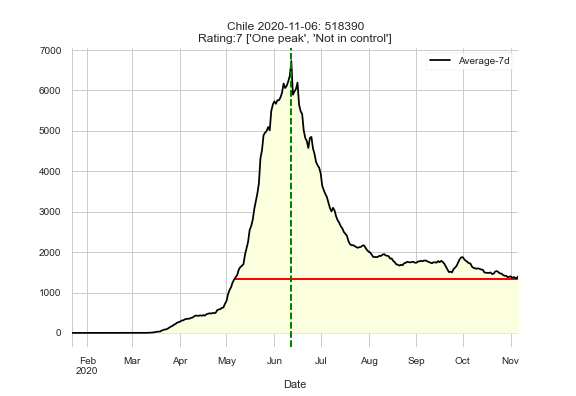 Chile 2020-11-06: 518390
Rating:7 ['One peak', 'Not in control']
Average-7d
7000
6000
5000
4000
3000
2000
1000
0
Feb Mar Apr May Jun Jul Aug Sep Oct Nov
2020
Date